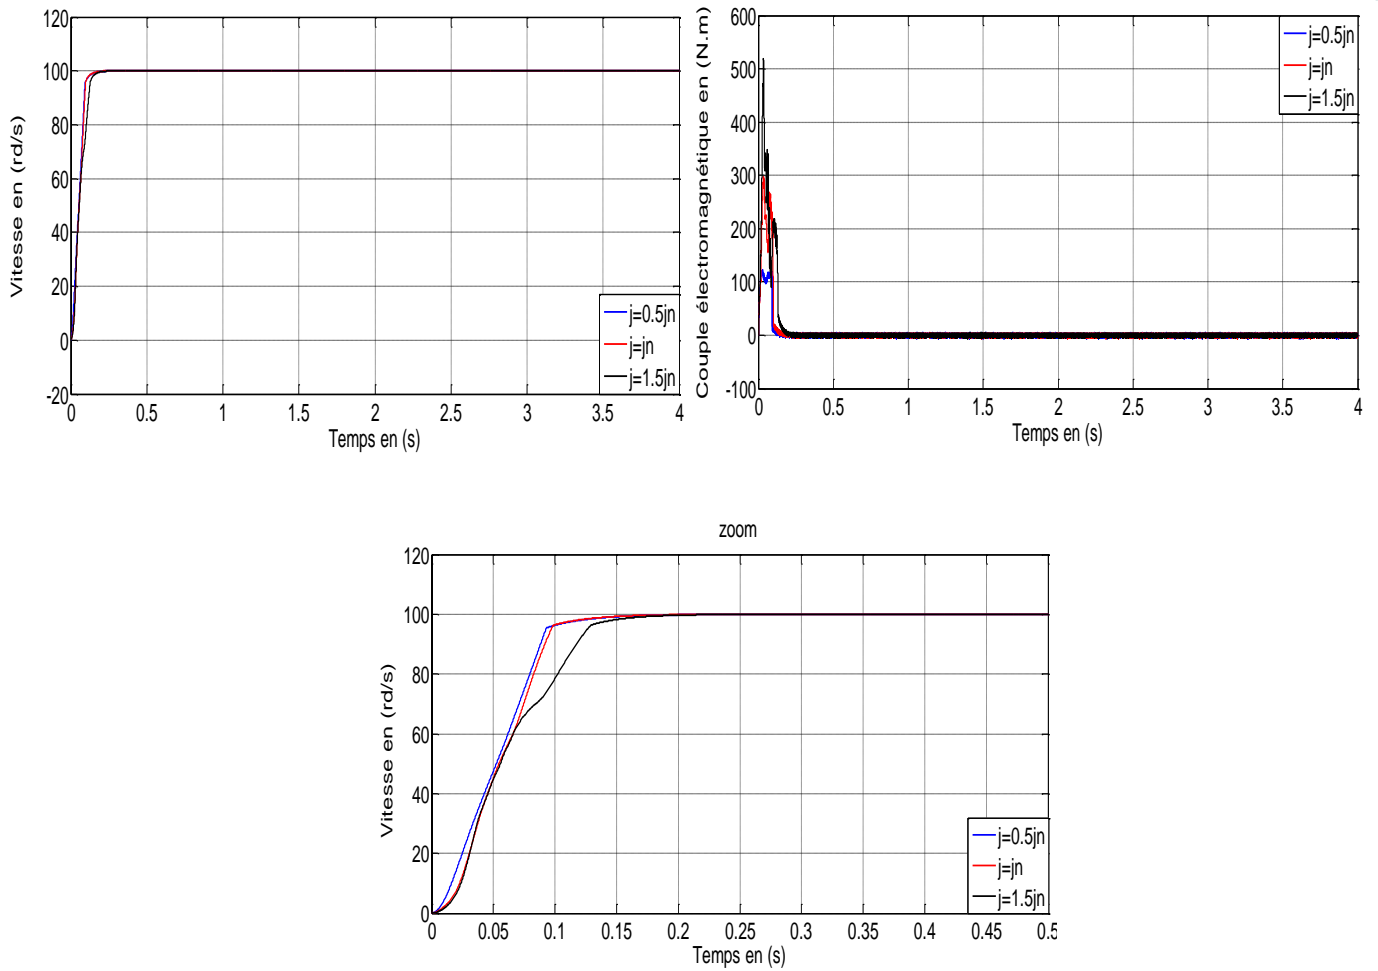 120
100
80
60
40
20
0
-20
0 0.5 1 1.5 2 2.5 3 3.5 4
Temps en (s)
Vitesse en (rd/s)
j=0.5jn
j=jn
j=1.5jn
600
500
400
300
200
100
0
-100
0 0.5 1 1.5 2 2.5 3 3.5 4
Temps en (s)
Couple électromagnétique en (N.m)
j=0.5jn
j=jn
j=1.5jn
zoom
120
100
80
60
40
20
0
0 0.05 0.1 0.15 0.2 0.25 0.3 0.35 0.4 0.45 0.5
Temps en (s)
Vitesse en (rd/s)
j=0.5jn
j=jn
j=1.5jn